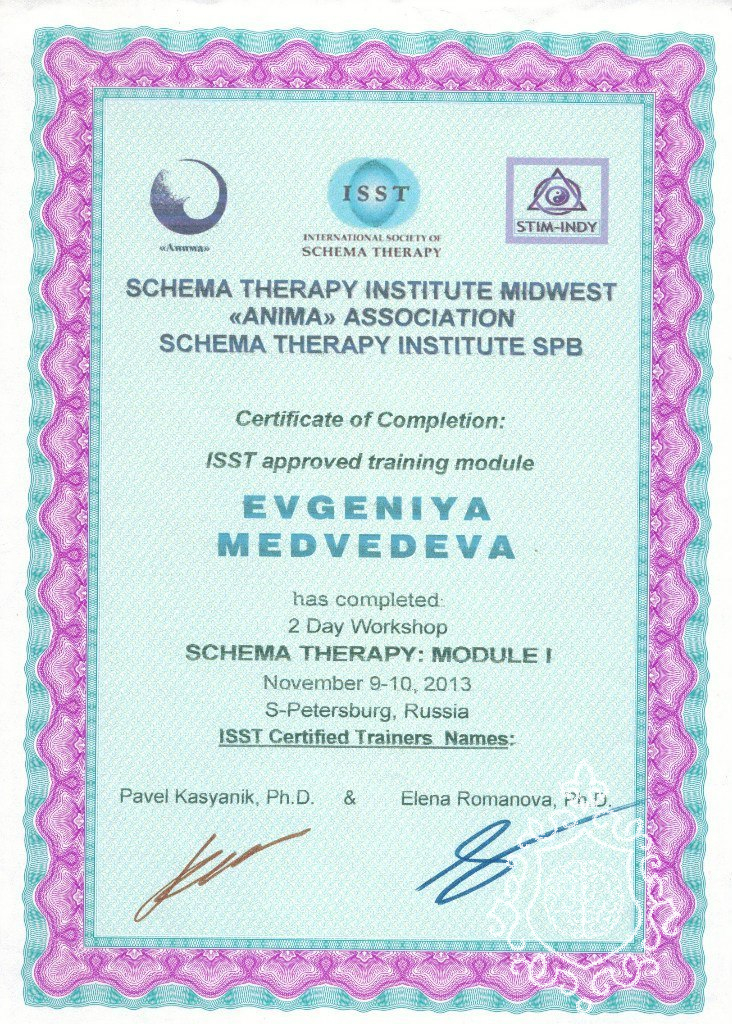 «Анима»
ISST
INTERNATIONAL SOCIETY OF
SCHEMA THERAPY
STIM-INDY
SCHEMA THERAPY INSTITUTE MIDWEST
«ANIMA» ASSOCIATION
SCHEMA THERAPY INSTITUTE SPB
Certificate of Completion:
ISST approved training module
EVGENIYA
MEDVEDEVA
has completed:
2 Day Workshop
SCHEMA THERAPY: MODULE I
November 9-10, 2013
S-Petersburg, Russia
ISST Certified Trainers Names:
Pavel Kasyanik, Ph.D. & Elena Romanova, Ph.D.